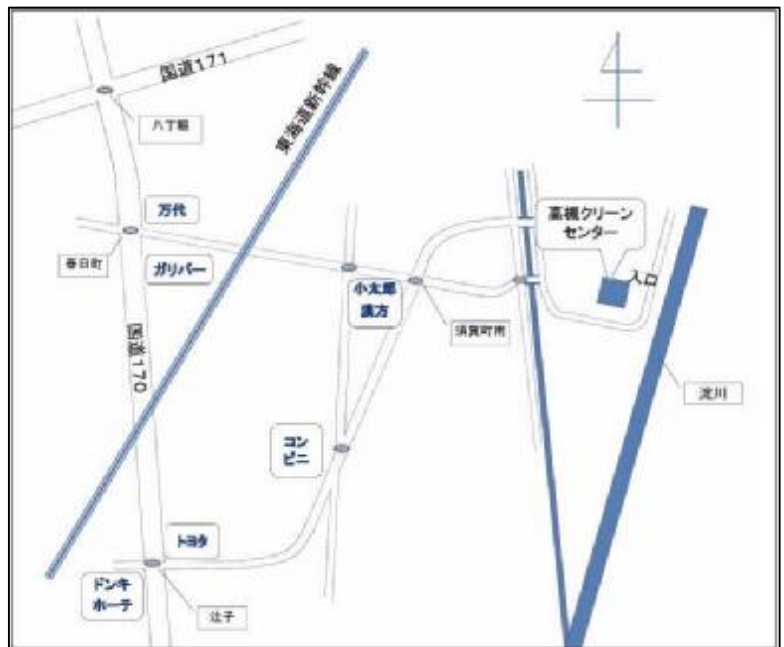 国道171
八丁畷
東海道新幹線
万代
高槻クリーン
センター
春日町
ガリバー
入口
小太郎
漢方
須賀町南
国道170
淀川
コン
ビニ
トヨタ
ドンキ
ホーテ
辻子